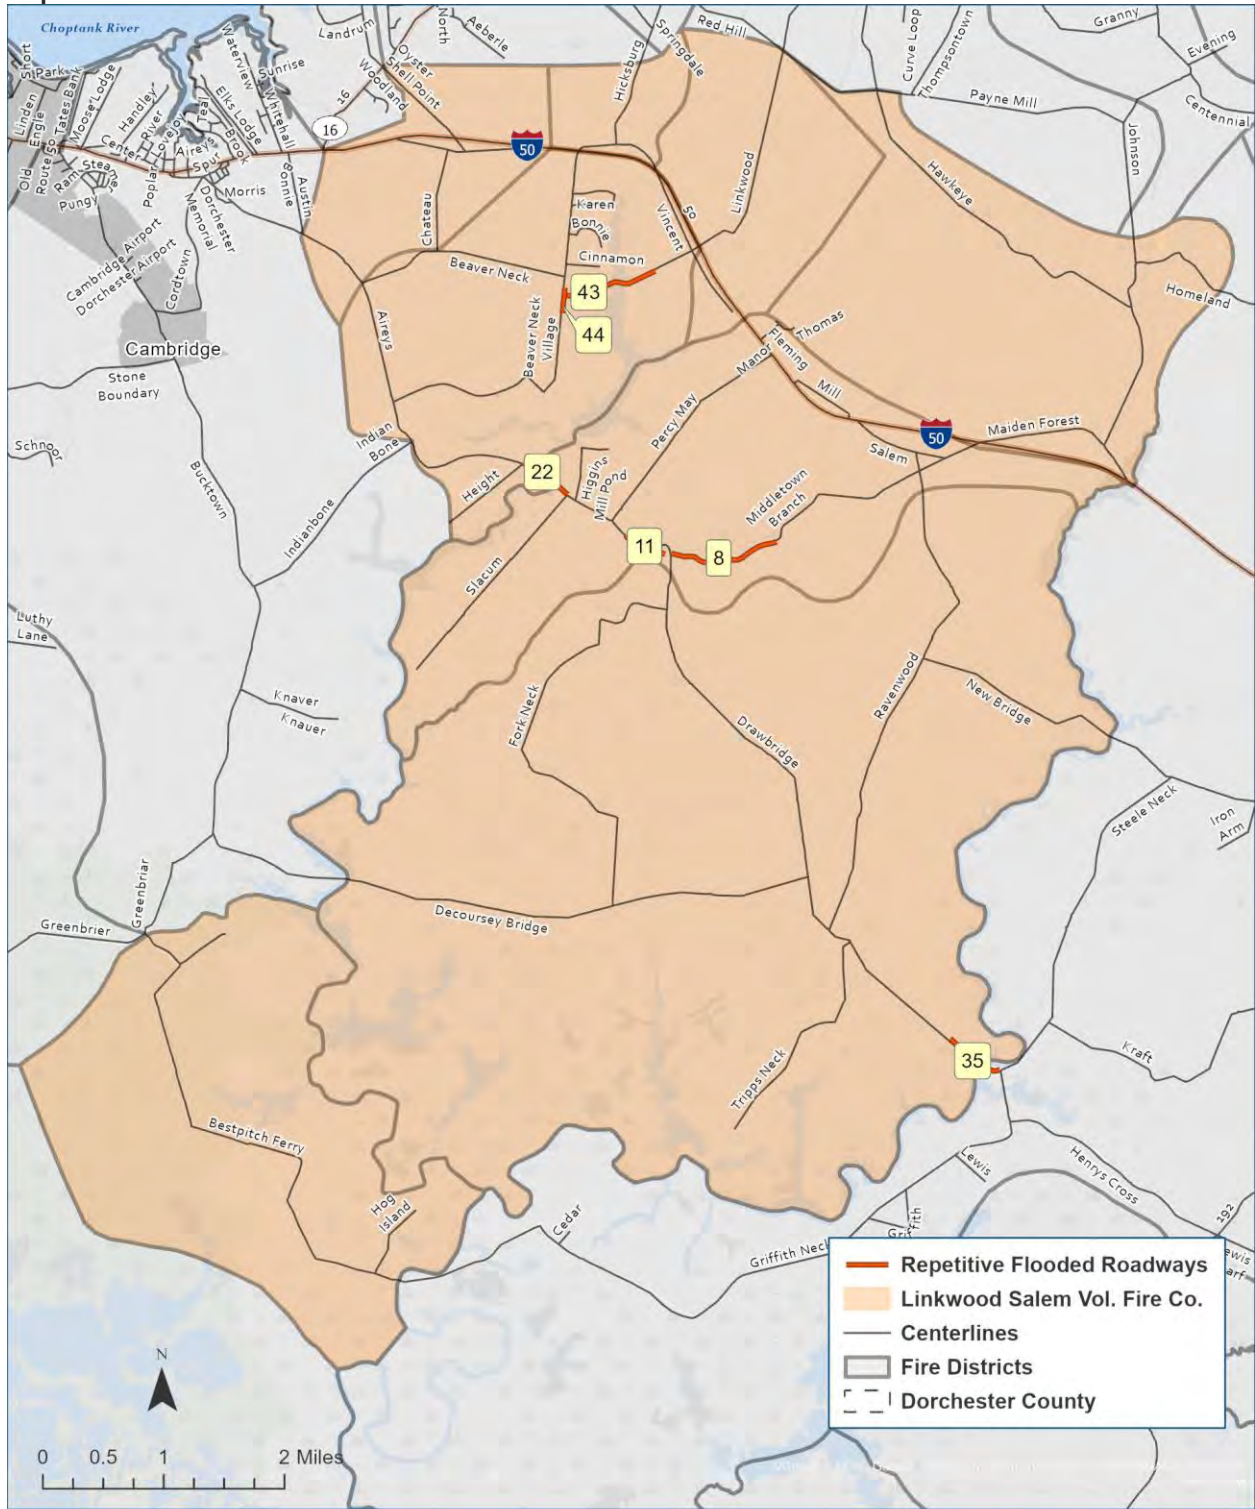 Choptank River
Landrum
North
Aeberle
Oyster
Shell Point
Woodland
16
16
Hicksburg
Springdale
Red Hill
Curve Loop
Thompsontown
Granny
Evening
Centennial
Payne Mill
Johnson
Short
Park
Linden
Engle
Tates Bank
Moose Lodge
Handley
Center
River
Lovejoy
Teal
Waterview
Sunrise
Elks Lodge
Brook
Whitehall
Airey
Spur
Old
Route
Ram
Steam
Pungy
Poplar
Morris
Dorchester
Memorial
Bonnie
Austin
50
50
Chateau
Karen
Bonnie
Vincent
Linkwood
Hawkeye
Cambridge Airport
Dorchester Airport
Cordtown
Beaver Neck
Cinnamon
43
44
Homeland
Cambridge
Aireys
Beaver Neck
Village
Manor
Fleming
Thomas
Stone
Boundary
Mill
Percy May
50
Maiden Forest
Salem
Schnoor
Indian
Bone
Bucktown
22
Height
Higgins
Mill Pond
Middletown
Branch
Indianbone
11
8
Slacum
Luthy
Lane
Knaver
Knauer
Fork Neck
Ravenwood
New Bridge
Drawbridge
Steele Neck
Iron
Arm
Greenbriar
Greenbrier
Decoursey Bridge
35
Kraft
Tripps Neck
Bestpitch Ferry
Hog
Island
Cedar
Lewis
Henrys Cross
Griffith
192
Griffith Neck
Repetitive Flooded Roadways
Linkwood Salem Vol. Fire Co.
Centerlines
Fire Districts
Dorchester County
N
0 0.5 1 2 Miles